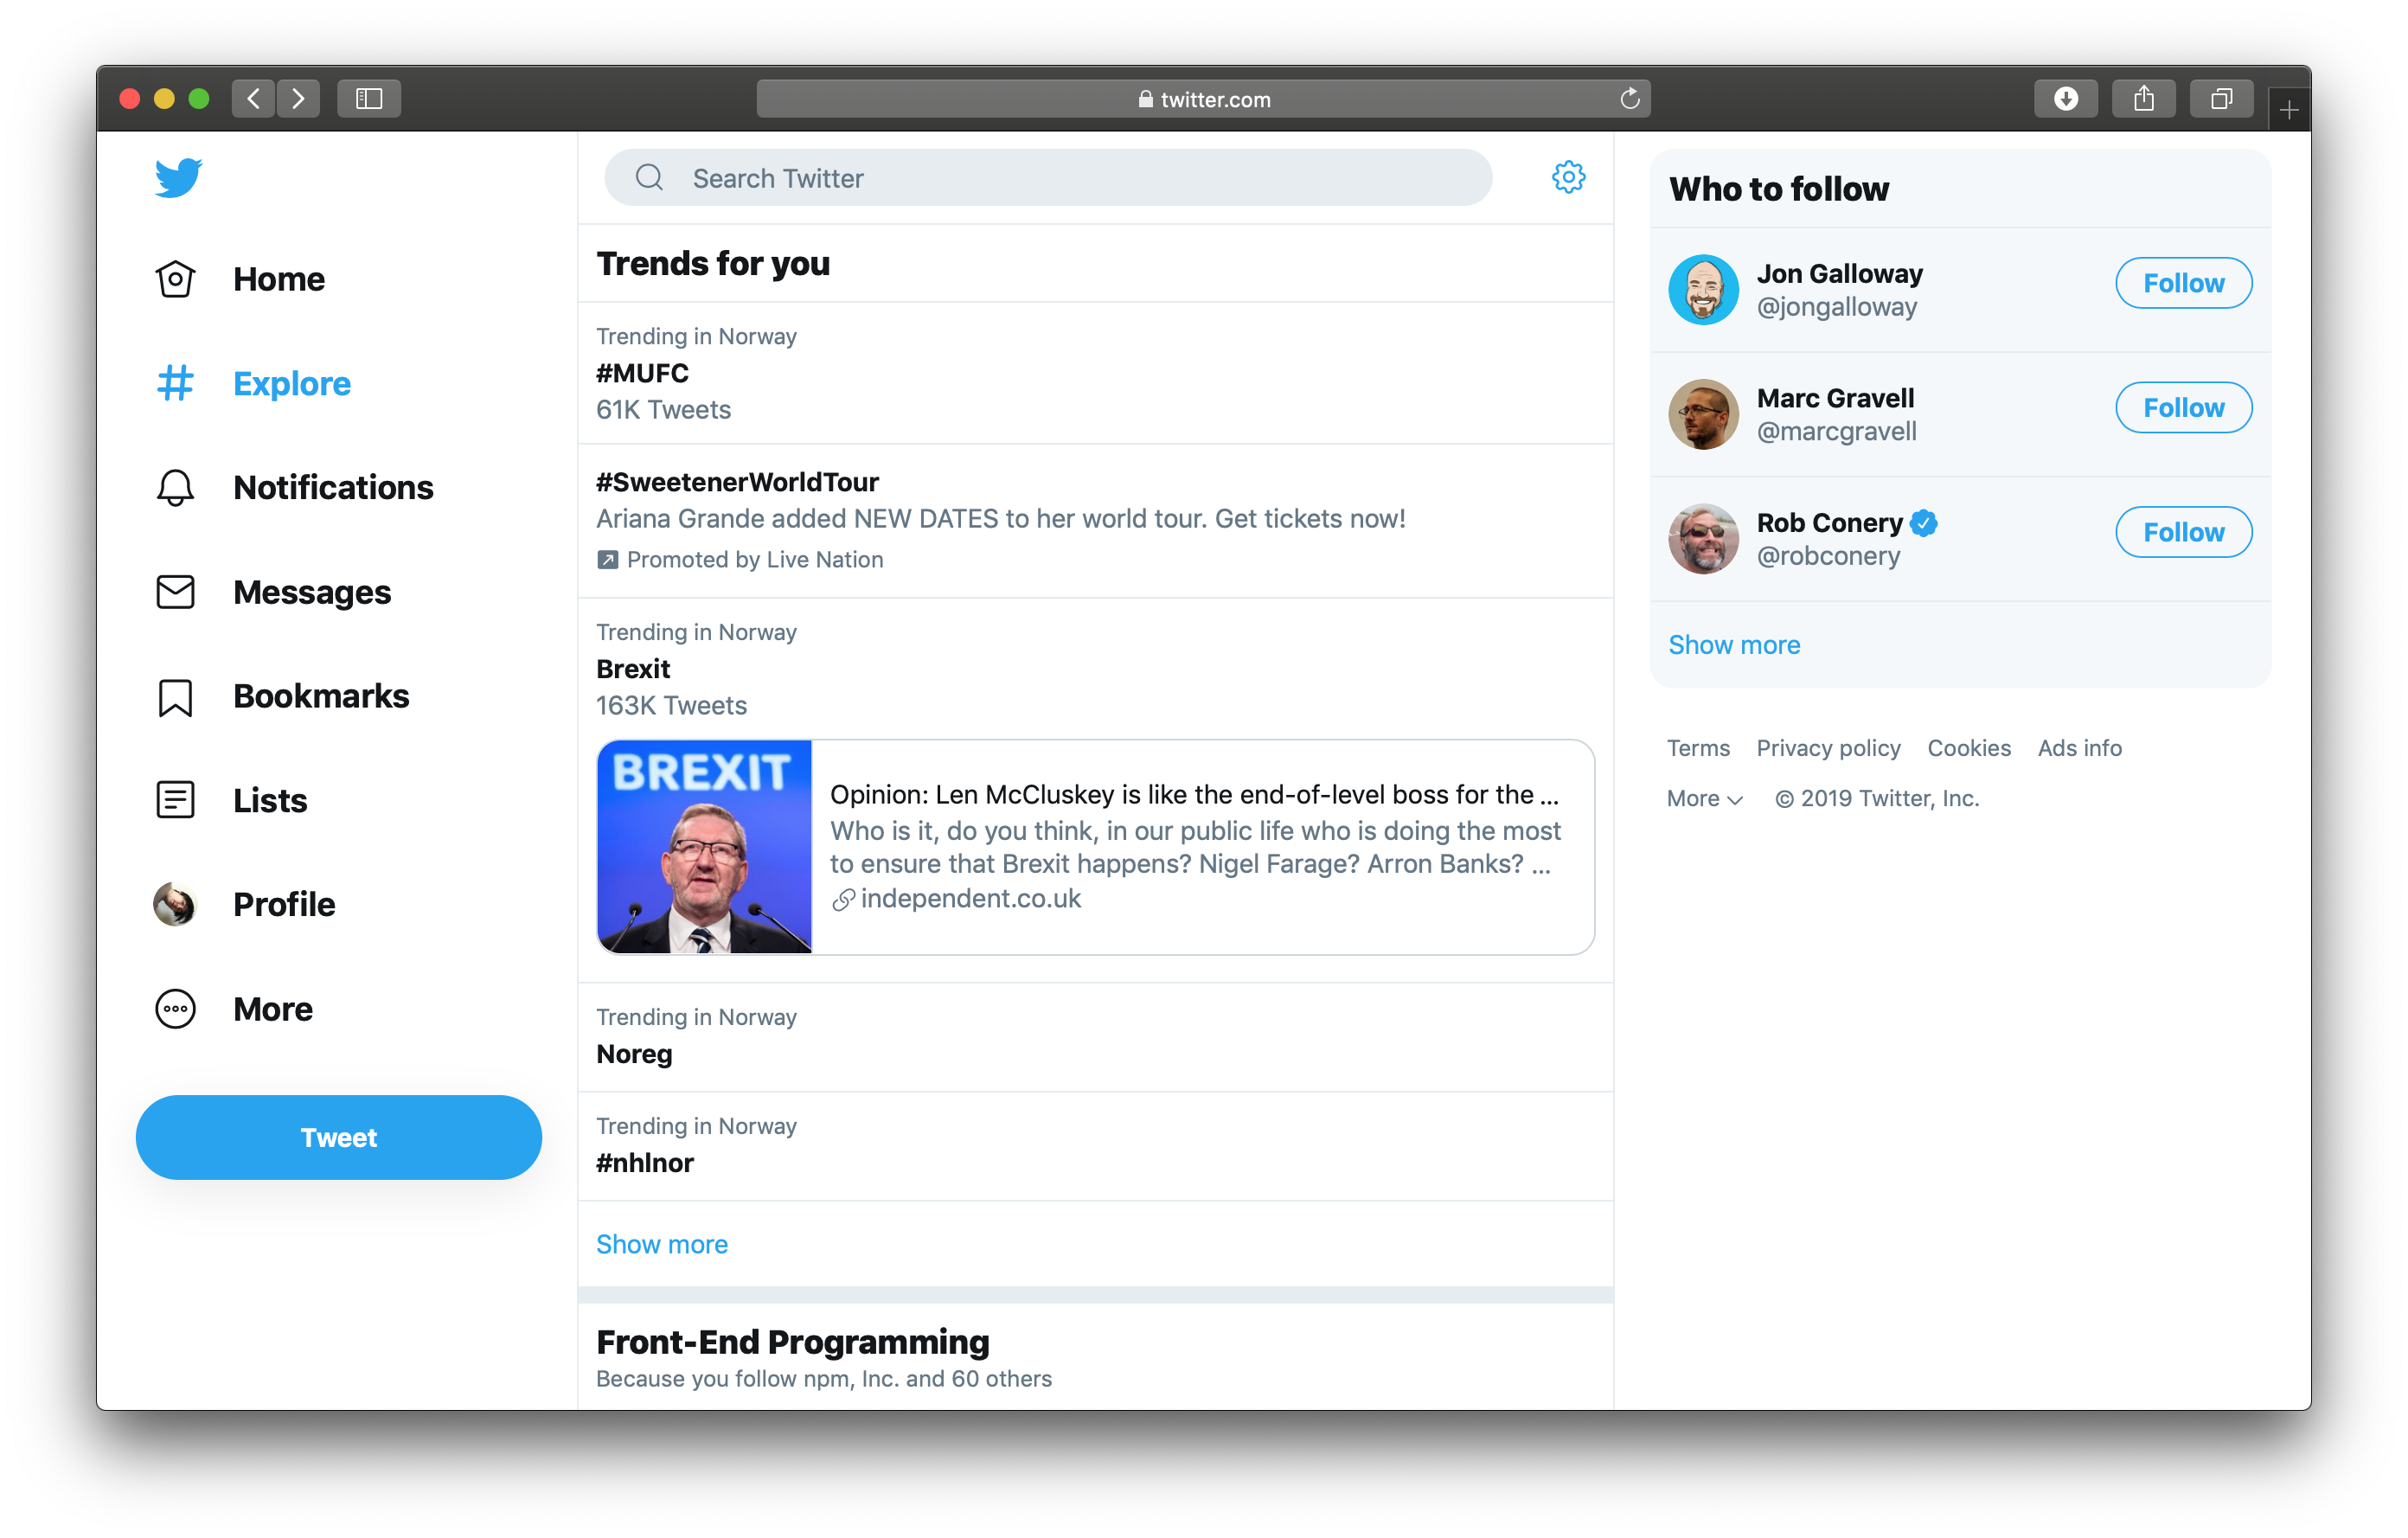 twitter.com
Home
Explore
Notifications
Messages
Bookmarks
Lists
Profile
More
Tweet
Search Twitter
Trends for you
Trending in Norway
#MUFC
61K Tweets
#SweetenerWorldTour
Ariana Grande added NEW DATES to her world tour. Get tickets now!
Promoted by Live Nation
Trending in Norway
Brexit
163K Tweets
BREXIT
Opinion: Len McCluskey is like the end-of-level boss for the ...
Who is it, do you think, in our public life who is doing the most
to ensure that Brexit happens? Nigel Farage? Arron Banks? ...
independent.co.uk
Trending in Norway
Noreg
Trending in Norway
#nhlnor
Show more
Front-End Programming
Because you follow npm, Inc. and 60 others
Who to follow
Jon Galloway
@jongalloway
Follow
Marc Gravell
@marcgravell
Follow
Rob Conery
@robconery
Follow
Show more
Terms Privacy policy Cookies Ads info
More © 2019 Twitter, Inc.